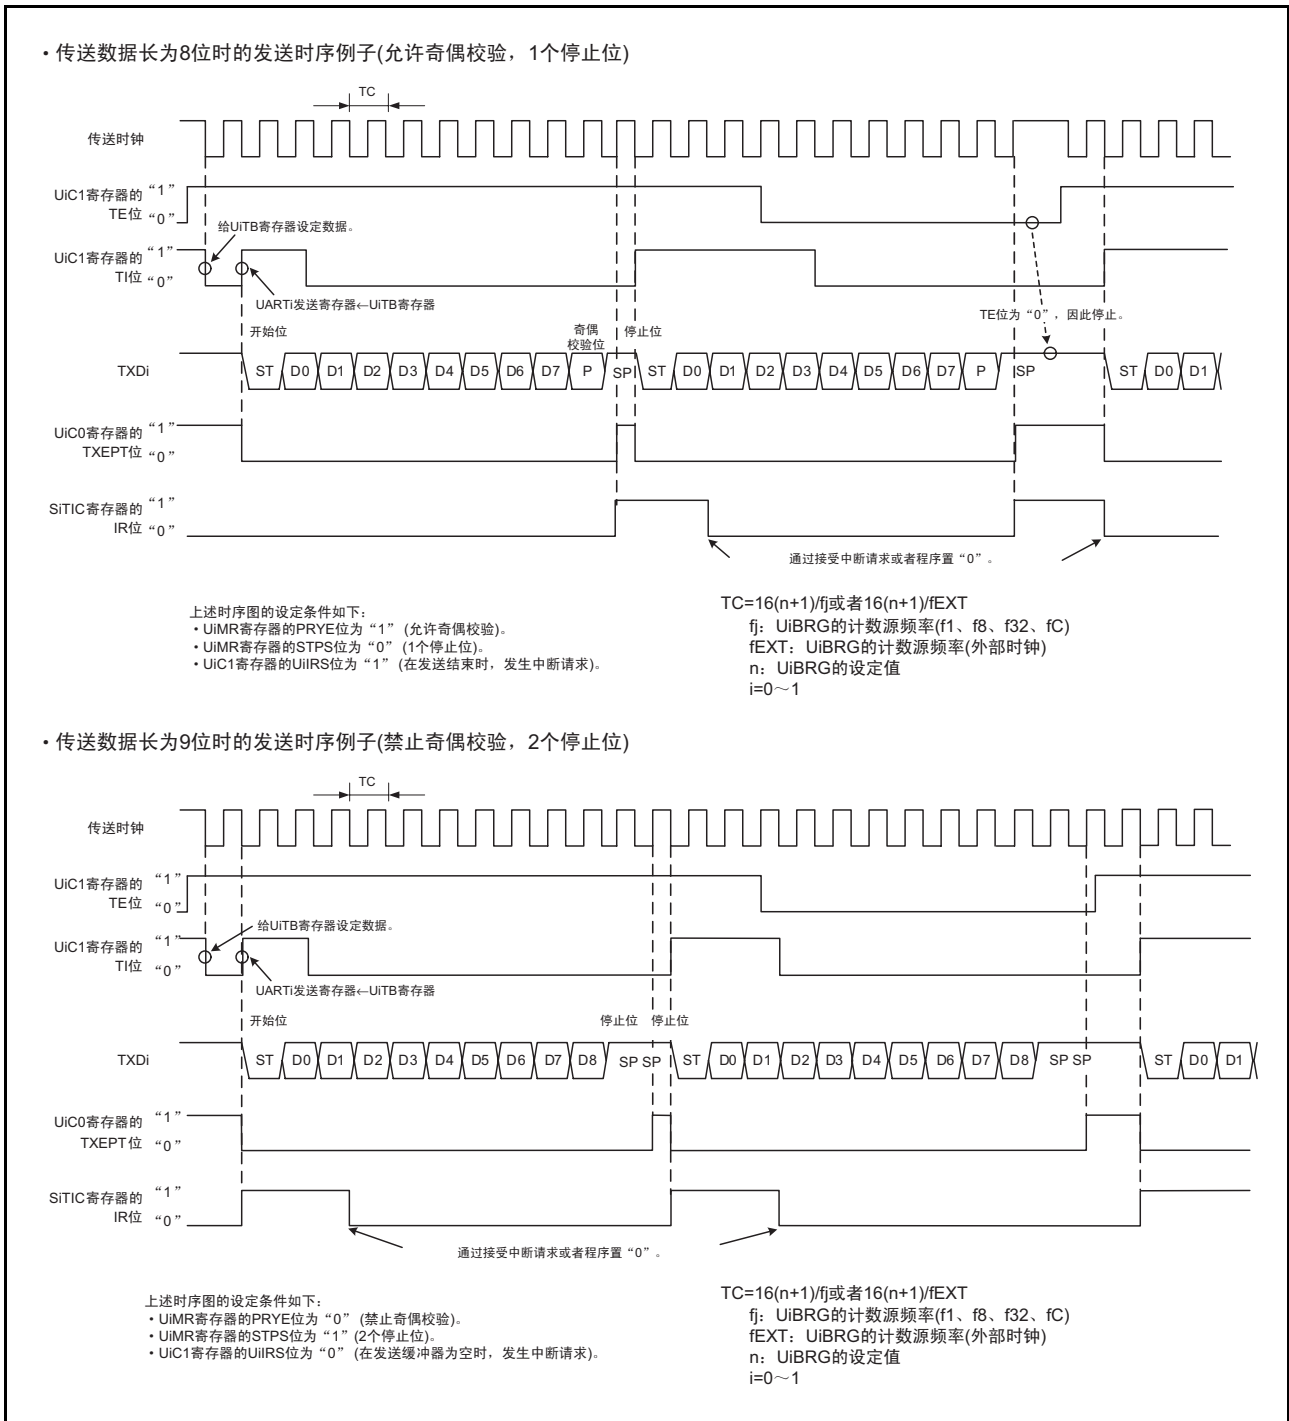 ・传送数据长为8位时的发送时序例子(允许奇偶校验，1个停止位)
TC
传送时钟
UiC1寄存器的 “1”
TE位 “0”
给UiTB寄存器设定数据。
UiC1寄存器的 “1”
TI位 “0”
UARTi发送寄存器←UiTB寄存器
TE位为“0”，因此停止。
开始位
奇偶
校验位
停止位
TXDi
ST D0 D1 D2 D3 D4 D5 D6 D7 P SP ST D0 D1 D2 D3 D4 D5 D6 D7 P SP ST D0 D1
UiC0寄存器的 “1”
TXEPT位 “0”
SiTIC寄存器的 “1”
IR位 “0”
通过接受中断请求或者程序置“0”。
上述时序图的设定条件如下：
・UiMR寄存器的PRYE位为“1” (允许奇偶校验)。
・UiMR寄存器的STPS位为“0” (1个停止位)。
・UiC1寄存器的UiIRS位为“1” (在发送结束时，发生中断请求)。
TC=16(n+1)/fj或者16(n+1)/fEXT
fj：UiBRG的计数源频率(f1、f8、f32、fC)
fEXT：UiBRG的计数源频率(外部时钟)
n：UiBRG的设定值
i=0～1
・传送数据长为9位时的发送时序例子(禁止奇偶校验，2个停止位)
TC
传送时钟
UiC1寄存器的 “1”
TE位 “0”
给UiTB寄存器设定数据。
UiC1寄存器的 “1”
TI位 “0”
UARTi发送寄存器←UiTB寄存器
开始位
停止位 停止位
TXDi
ST D0 D1 D2 D3 D4 D5 D6 D7 D8 SP SP ST D0 D1 D2 D3 D4 D5 D6 D7 D8 SP SP ST D0 D1
UiC0寄存器的 “1”
TXEPT位 “0”
SiTIC寄存器的 “1”
IR位 “0”
通过接受中断请求或者程序置“0”。
上述时序图的设定条件如下：
・UiMR寄存器的PRYE位为“0” (禁止奇偶校验)。
・UiMR寄存器的STPS位为“1” (2个停止位)。
・UiC1寄存器的UiIRS位为“0” (在发送缓冲器为空时，发生中断请求)。
TC=16(n+1)/fj或者16(n+1)/fEXT
fj：UiBRG的计数源频率(f1、f8、f32、fC)
fEXT：UiBRG的计数源频率(外部时钟)
n：UiBRG的设定值
i=0～1